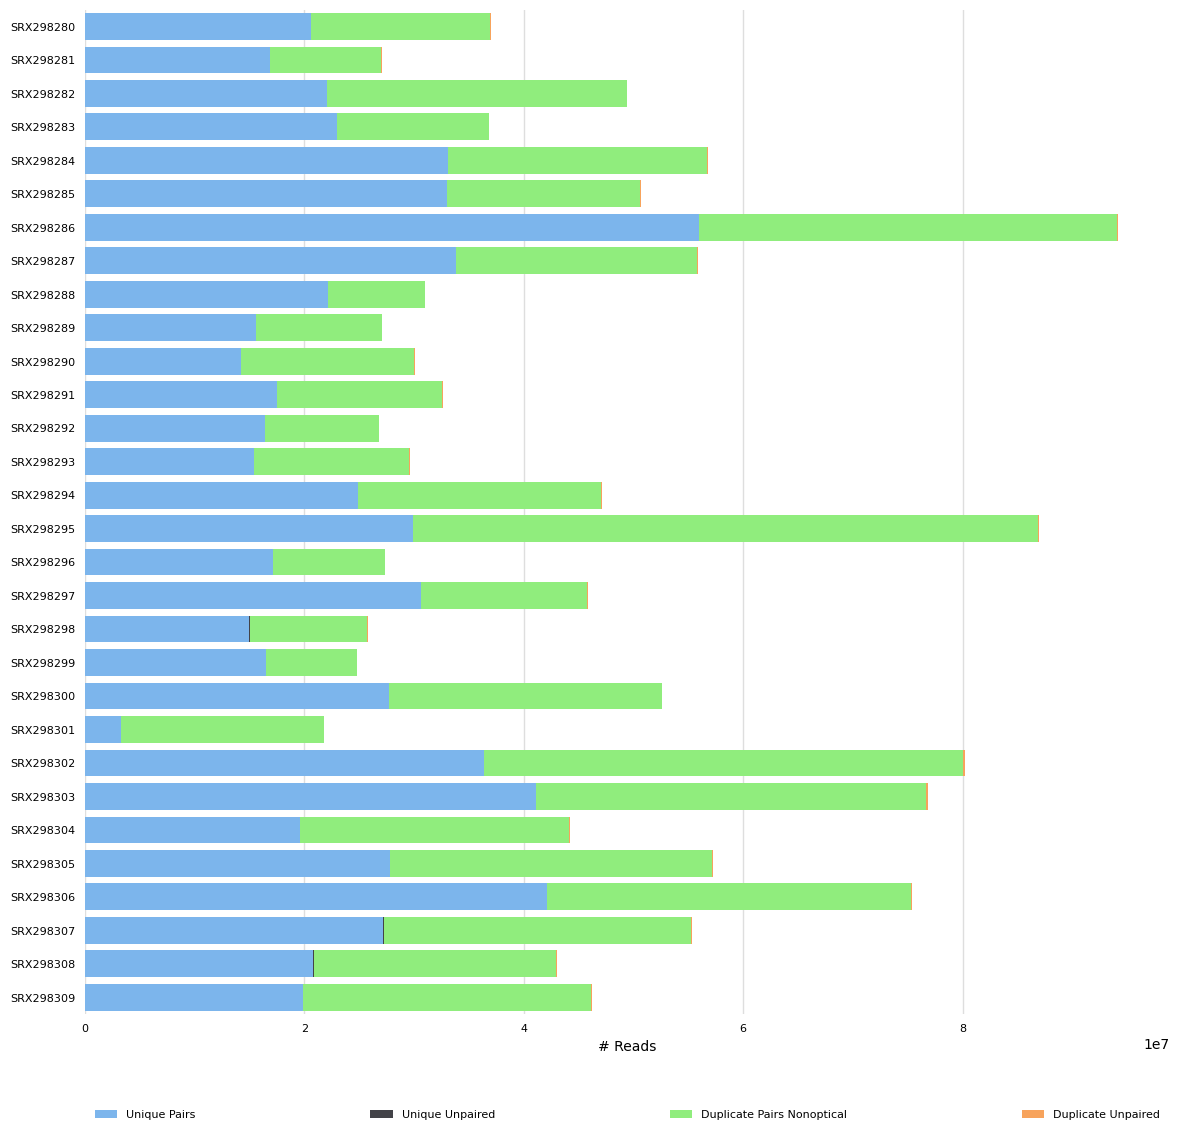 SRX298280
SRX298281
SRX298282
SRX298283
SRX298284
SRX298285
SRX298286
SRX298287
SRX298288
SRX298289
SRX298290
SRX298291
SRX298292
SRX298293
SRX298294
SRX298295
SRX298296
SRX298297
SRX298298
SRX298299
SRX298300
SRX298301
SRX298302
SRX298303
SRX298304
SRX298305
SRX298306
SRX298307
SRX298308
SRX298309
0 2 4 6 8
# Reads 1e7
Unique Pairs Unique Unpaired Duplicate Pairs Nonoptical Duplicate Unpaired